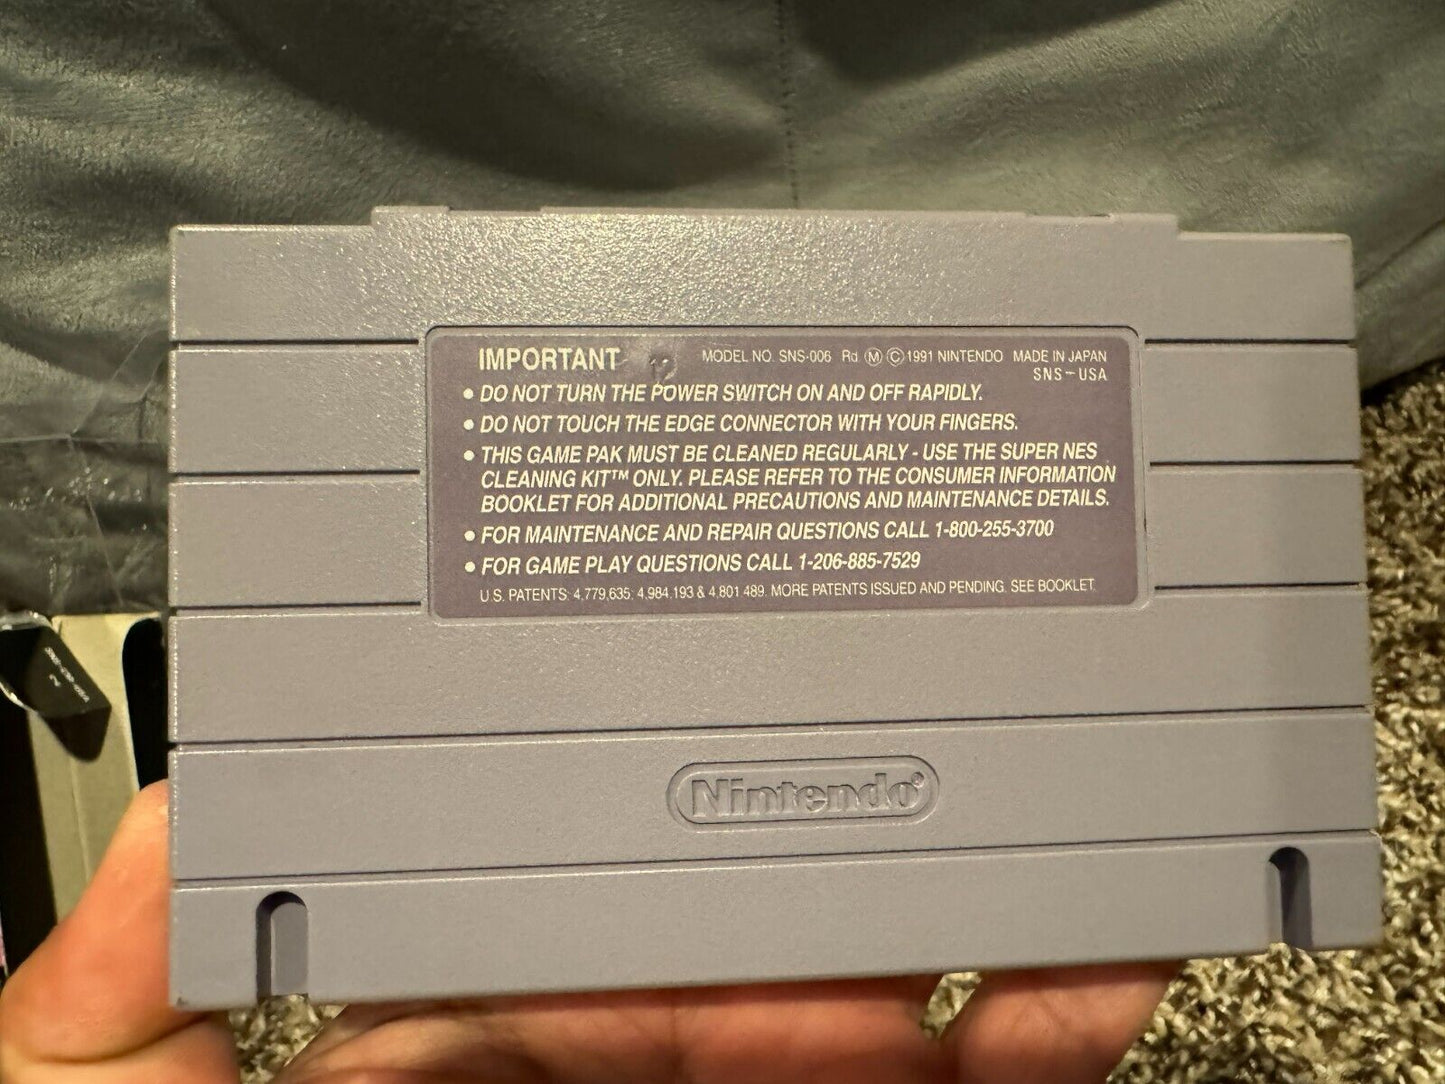 IMPORTANT 12 MODEL NO. SNS-006 Rd Ⓜ Ⓒ 1991 NINTENDO MADE IN JAPAN
SNS-USA
• DO NOT TURN THE POWER SWITCH ON AND OFF RAPIDLY.
• DO NOT TOUCH THE EDGE CONNECTOR WITH YOUR FINGERS.
• THIS GAME PAK MUST BE CLEANED REGULARLY - USE THE SUPER NES
CLEANING KIT™ ONLY. PLEASE REFER TO THE CONSUMER INFORMATION
BOOKLET FOR ADDITIONAL PRECAUTIONS AND MAINTENANCE DETAILS.
• FOR MAINTENANCE AND REPAIR QUESTIONS CALL 1-800-255-3700
• FOR GAME PLAY QUESTIONS CALL 1-206-885-7529
U.S. PATENTS: 4,779,635; 4,984,193 & 4,801,489. MORE PATENTS ISSUED AND PENDING. SEE BOOKLET.
Nintendo®